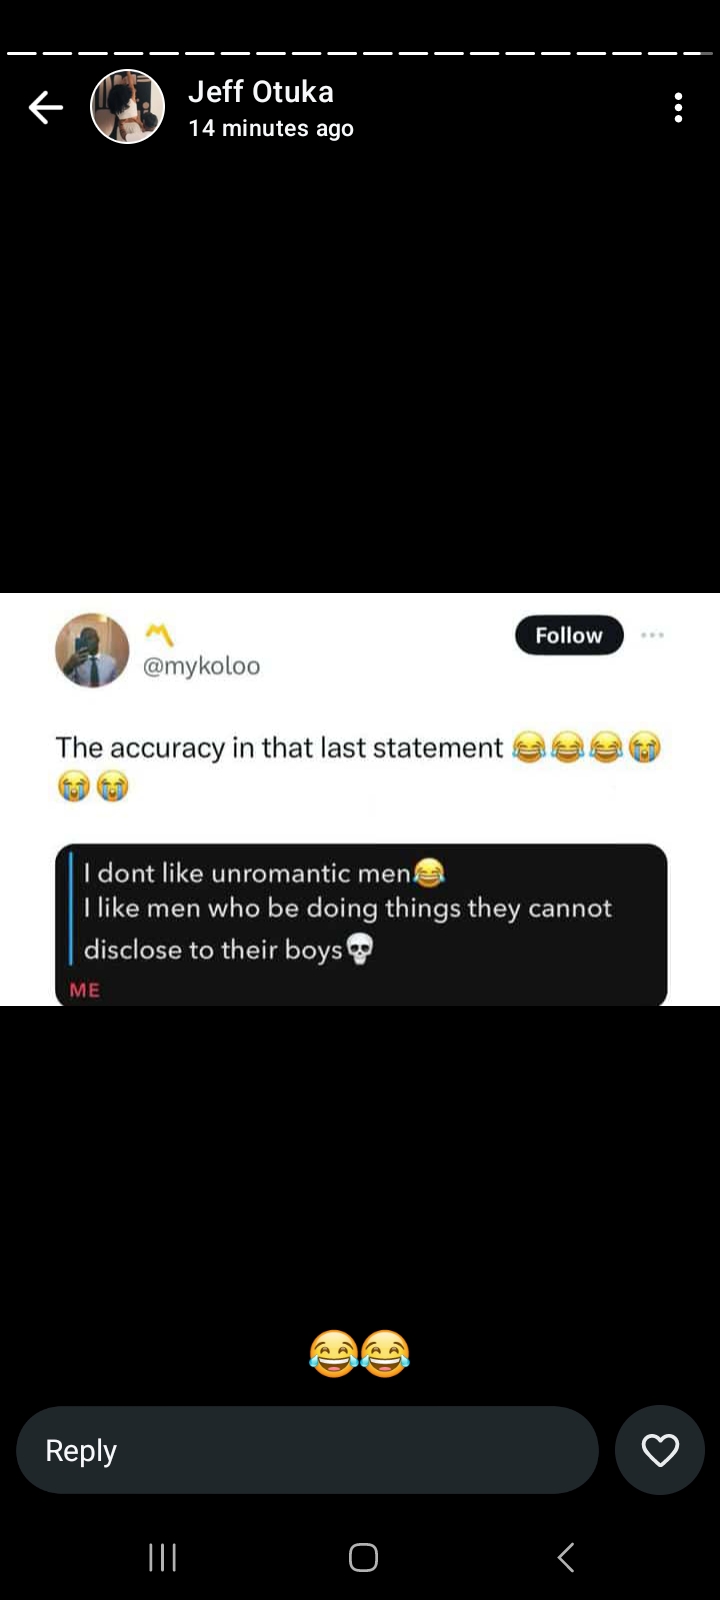 Jeff Otuka
14 minutes ago
Follow
@mykoloo
The accuracy in that last statement 😂😂😂😭
😭😭
I dont like unromantic men😂
I like men who be doing things they cannot
disclose to their boys💀
ME
😂😂
Reply